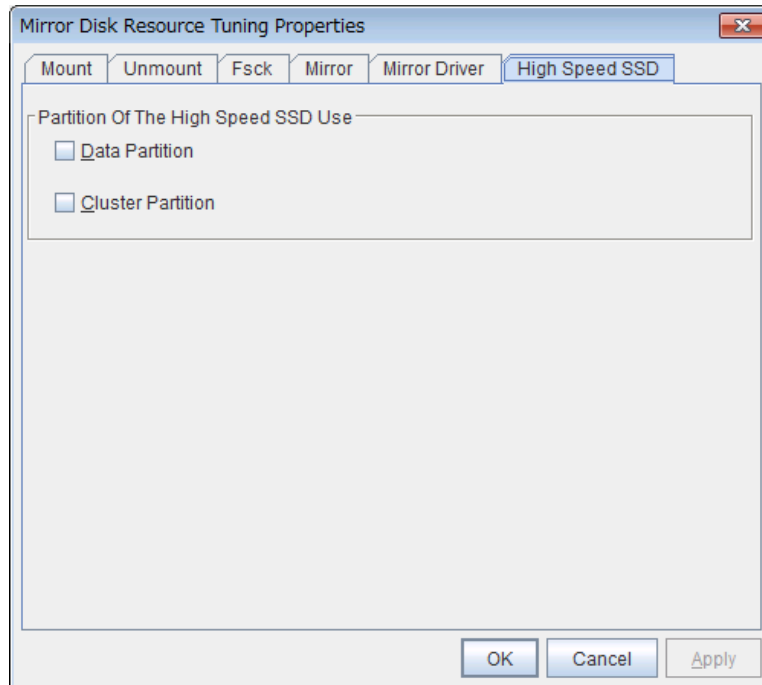 Mirror Disk Resource Tuning Properties
Mount Unmount Fsck Mirror Mirror Driver High Speed SSD
Partition Of The High Speed SSD Use
Data Partition
Cluster Partition
OK Cancel Apply